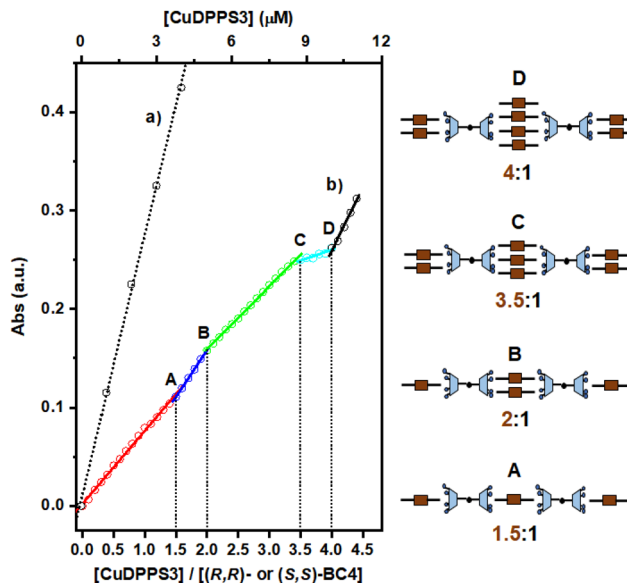 [CuDPPS3] (μM)
0 3 6 9 12
a)
b)
Abs (a.u.)
0.4
0.3
0.2
0.1
0.0
A
B
C
D
0.0 0.5 1.0 1.5 2.0 2.5 3.0 3.5 4.0 4.5
[CuDPPS3] / [(R,R)- or (S,S)-BC4]
D
4:1
C
3.5:1
B
2:1
A
1.5:1